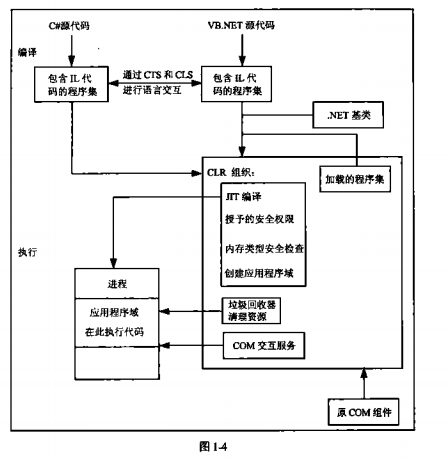 C#源代码
VB.NET 源代码
编译
包含 IL 代
码的程序集
通过 CTS 和 CLS
进行语言交互
包含 IL 代
码的程序集
.NET 基类
CLR 组织:
加载的程序集
JIT 编译
授予的安全权限
内存类型安全检查
创建应用程序域
执行
进程
应用程序域
在此执行代码
垃圾回收器
清理资源
COM 交互服务
原 COM 组件
图 1-4